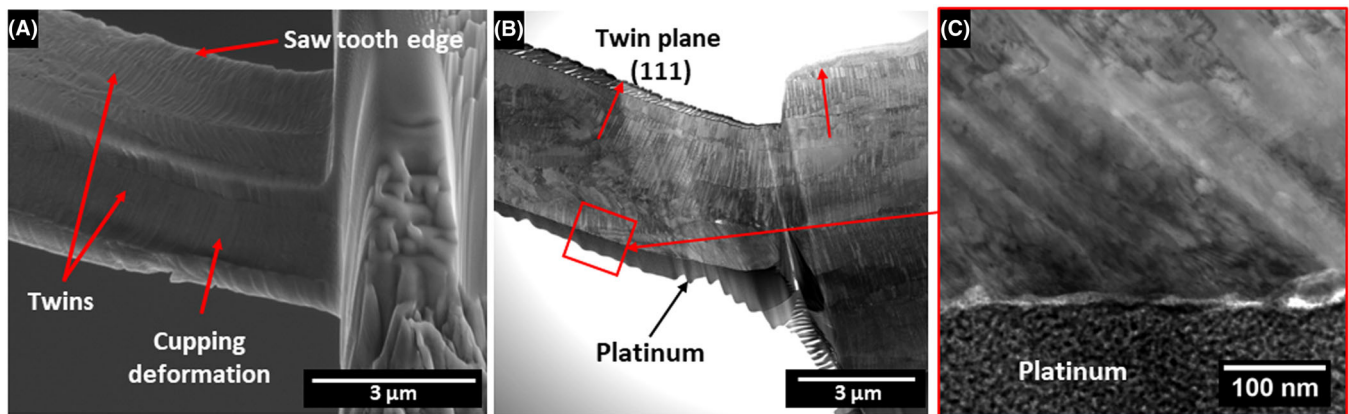 (A)
Saw tooth edge
Twins
Cupping
deformation
3 μm
(B)
Twin plane
(111)
Platinum
3 μm
(C)
Platinum
100 nm